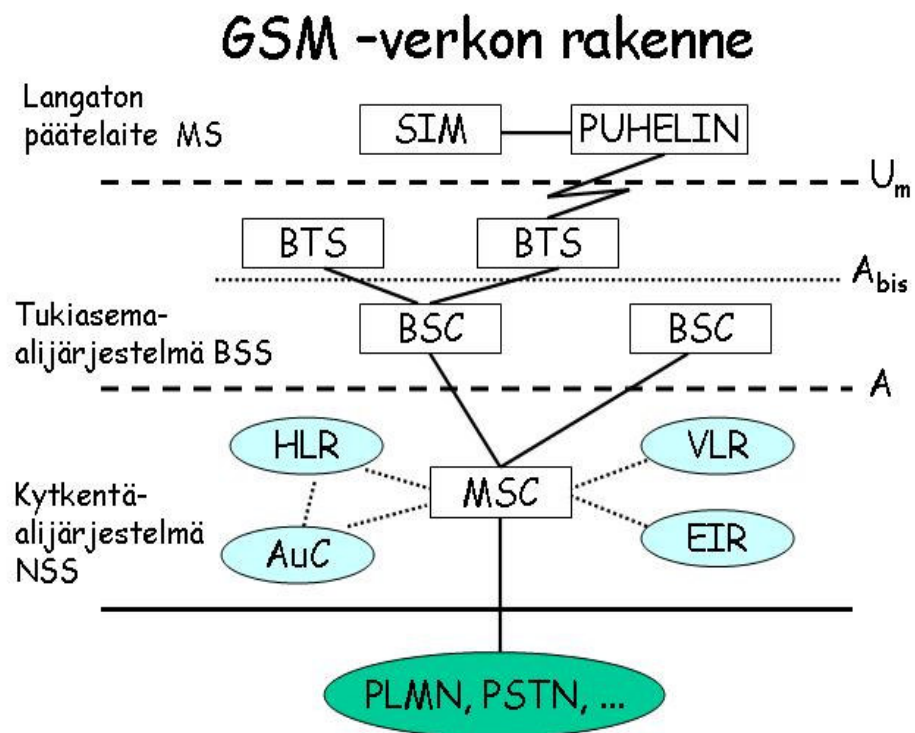 GSM -verkon rakenne
Langaton
päätelaite MS
SIM
PUHELIN
Um
BTS
BTS
Abis
Tukiasema-
alijärjestelmä BSS
BSC
BSC
A
HLR
VLR
MSC
Kytkentä-
alijärjestelmä
NSS
AuC
EIR
PLMN, PSTN, ...